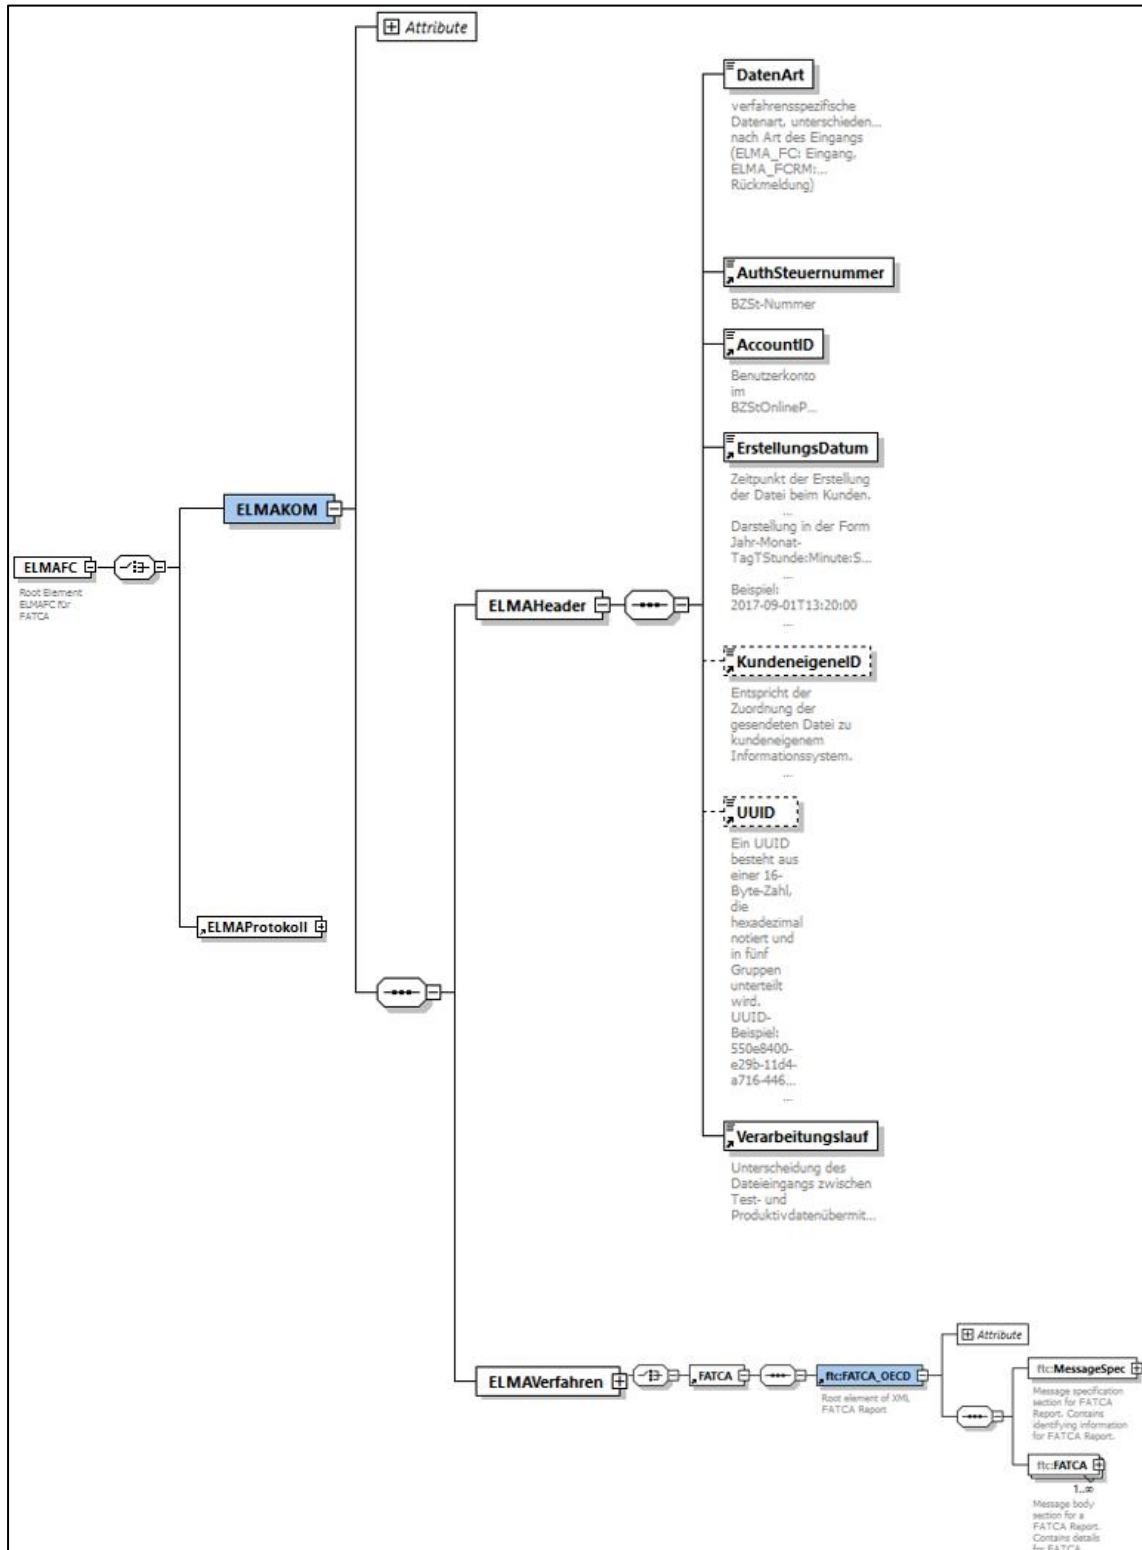 Attribute
DatenArt
verfahrensspezifische
Datenart, unterschieden...
nach Art des Eingangs
(ELMA_FC: Eingang,
ELMA_FCRM:...
Rückmeldung)
AuthSteuernummer
BZSt-Nummer
AccountID
Benutzerkonto
im
BZStOnlineP...
ErstellungsDatum
Zeitpunkt der Erstellung
der Datei beim Kunden.
...
Darstellung in der Form
Jahr-Monat-
TagTStunde:Minute:S...
...
Beispiel:
2017-09-01T13:20:00
...
ELMAKOM
ELMAFC
Root Element
ELMAFC für
FATCA
ELMAHeader
KundeneigeneID
Entspricht der
Zuordnung der
gesendeten Datei zu
kundeneigenem
Informationssystem.
...
UUID
Ein UUID
besteht aus
einer 16-
Byte-Zahl,
die
hexadezimal
notiert und
in fünf
Gruppen
unterteilt
wird.
UUID-
Beispiel:
550e8400-
e29b-11d4-
a716-446...
...
ELMAProtokoll
Verarbeitungslauf
Unterscheidung des
Dateieingangs zwischen
Test- und
Produktivdatenübermit...
ELMAVerfahren
FATCA
ftc:FATCA_OECD
Root element of XML
FATCA Report
Attribute
ftc:MessageSpec
Message specification
section for FATCA
Report. Contains
identifying information
for FATCA Report.
ftc:FATCA
1..∞
Message body
section for a
FATCA Report.
Contains details
for FATCA